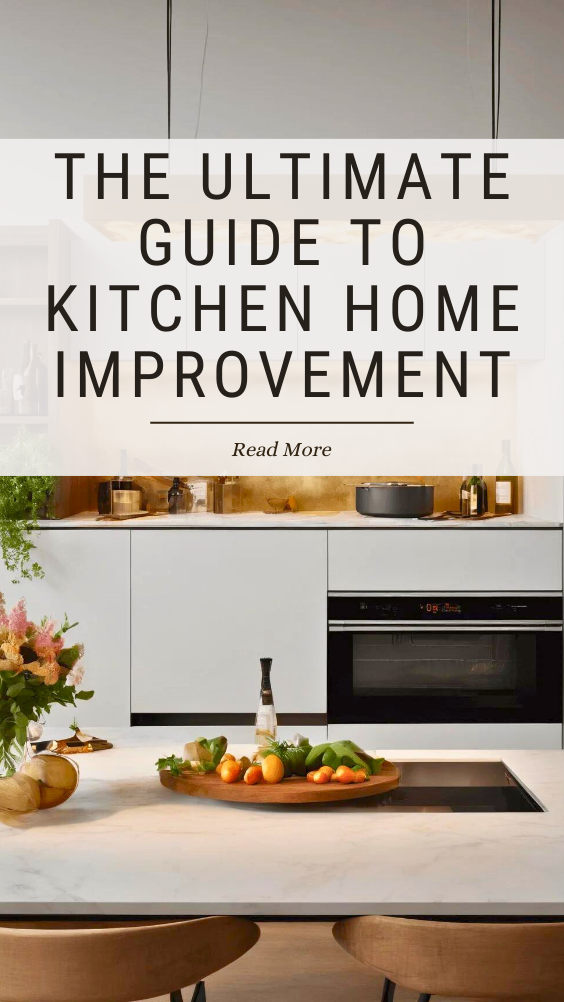 THE ULTIMATE
GUIDE TO
KITCHEN HOME
IMPROVEMENT
Read More